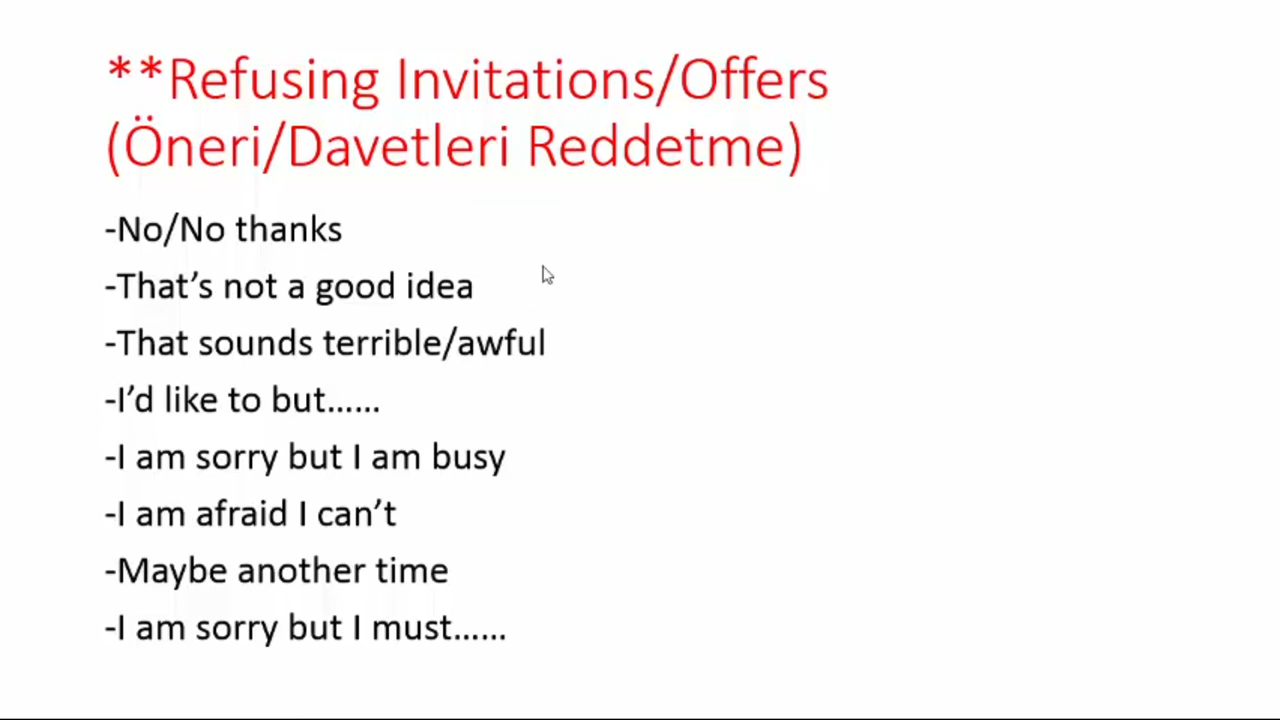 **Refusing Invitations/Offers
(Öneri/Davetleri Reddetme)
-No/No thanks
-That’s not a good idea
-That sounds terrible/awful
-I’d like to but……
-I am sorry but I am busy
-I am afraid I can’t
-Maybe another time
-I am sorry but I must……